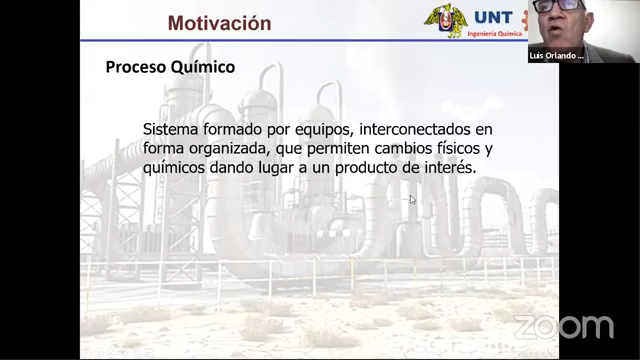 Motivación
UNT
Ingeniería Química
Luis Orlando ...
Proceso Químico
Sistema formado por equipos, interconectados en
forma organizada, que permiten cambios físicos y
químicos dando lugar a un producto de interés.
zoom